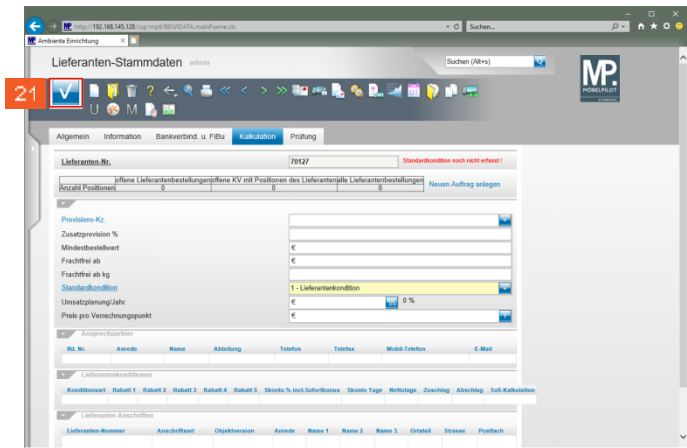 http://192.168.145.128/csp/mp6/BEWIDATA.mainFrame.cls
Suchen...
Ambiente Einrichtung
Lieferanten-Stammdaten admin
Suchen (Alt+s)
MP
MÖBELPILOT
21
U M
Allgemein Information Bankverbind. u. FiBu Kalkulation Prüfung
Lieferanten-Nr. 70127 Standardkondition noch nicht erfasst !
offene Lieferantenbestellungen offene KV mit Positionen des Lieferanten alle Lieferantenbestellungen
Anzahl Positionen 0 0 0
Neuen Auftrag anlegen
Provisions-Kz.
Zusatzprovision %
Mindestbestellwert €
Frachtfrei ab €
Frachtfrei ab kg
Standardkondition 1 - Lieferantenkondition
Umsatzplanung/Jahr € 0 %
Preis pro Verrechnungspunkt €
Ansprechpartner
lfd. Nr. Anrede Name Abteilung Telefon Telefax Mobil-Telefon E-Mail
Lieferantenkonditionen
Konditionsart Rabatt 1 Rabatt 2 Rabatt 3 Rabatt 4 Rabatt 5 Skonto % incl.Sofortbonus Skonto Tage Nettotage Zuschlag Abschlag Soll-Kalkulation
Lieferanten Anschriften
Lieferanten-Nummer Anschriftsart Objektversion Anrede Name 1 Name 2 Name 3 Ortsteil Strasse Postfach